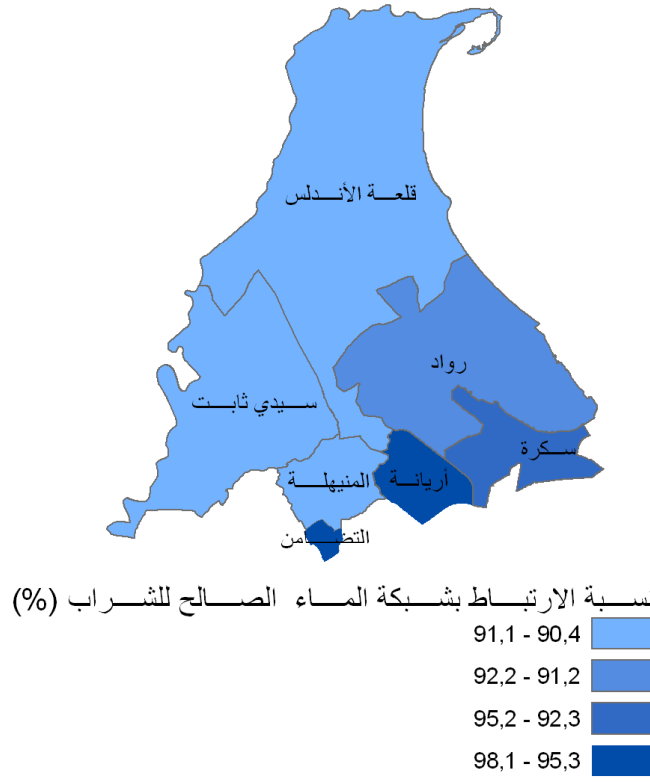 قلعة الأندلس
رواد
سيدي ثابت
سكرة
أريانة
المنيهلة
التضامن
نسبة الارتباط بشبكة الماء الصالح للشراب (%)
91,1 - 90,4
92,2 - 91,2
95,2 - 92,3
98,1 - 95,3